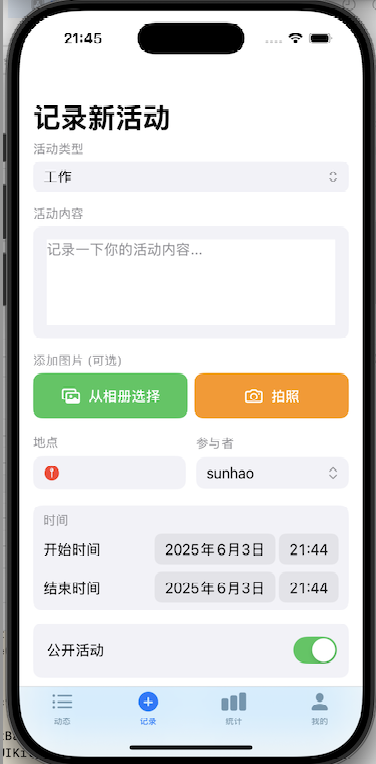 21:45
记录新活动
活动类型
工作
活动内容
记录一下你的活动内容...
添加图片 (可选)
从相册选择 拍照
地点 参与者
sunhao
时间
开始时间 2025年6月3日 21:44
结束时间 2025年6月3日 21:44
公开活动
动态 记录 统计 我的